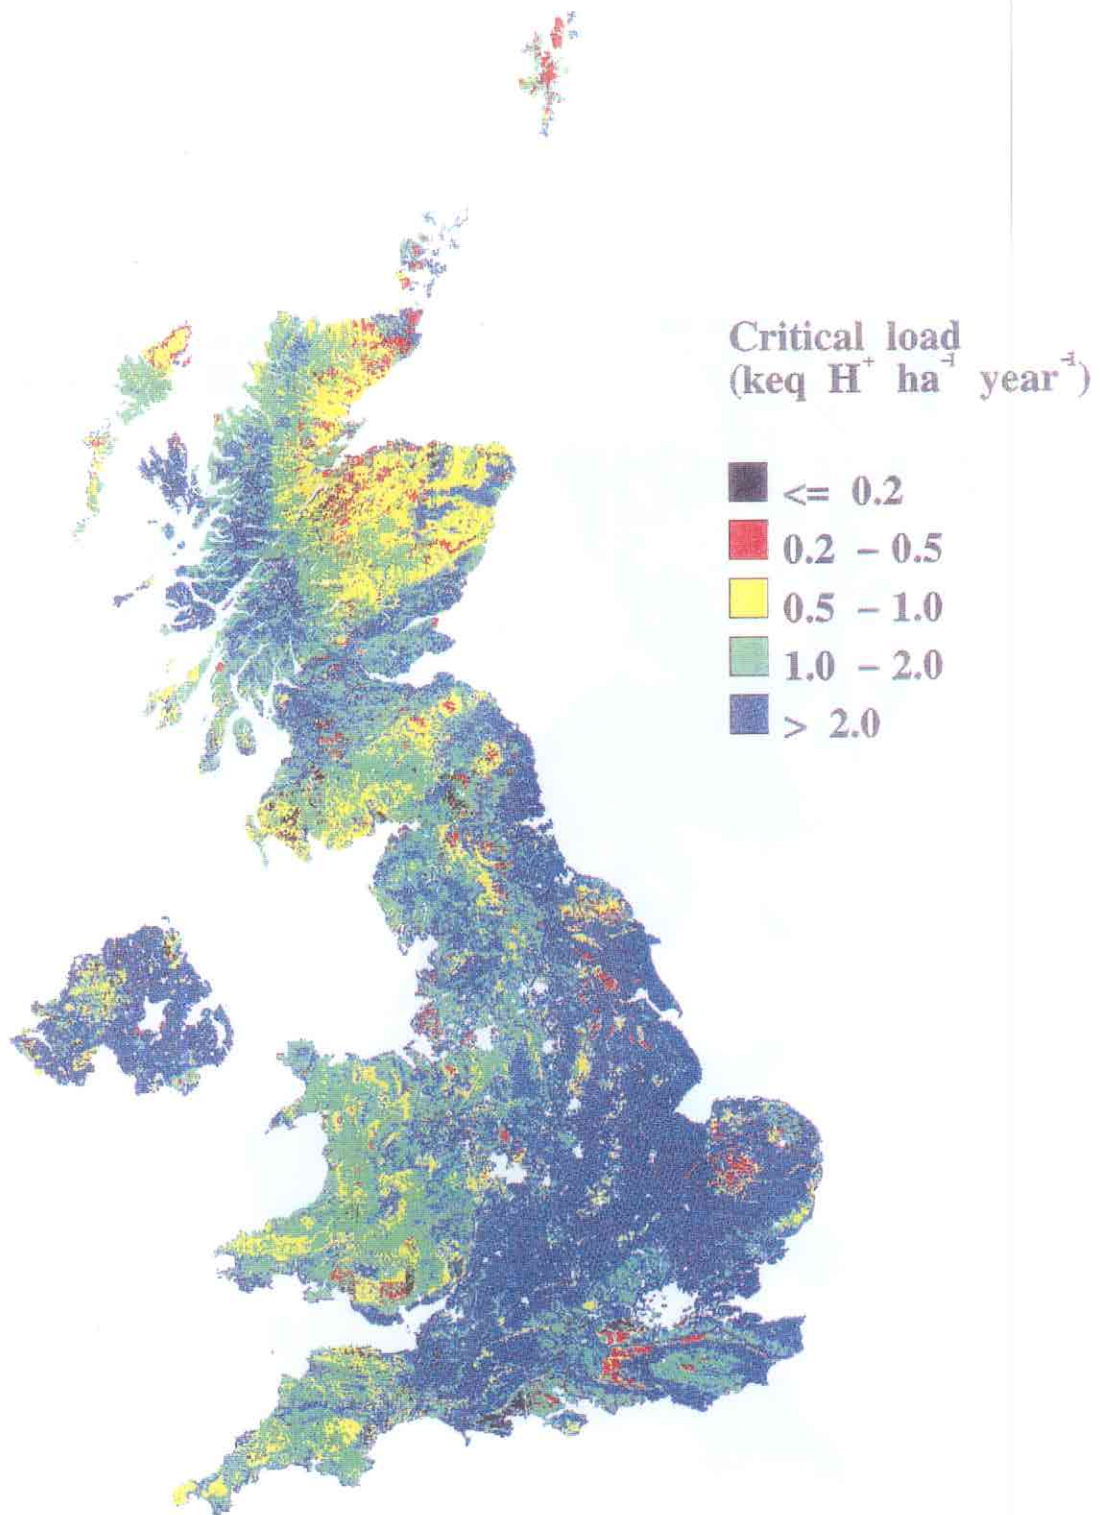 Critical load
(keq H⁺ ha⁻¹ year⁻¹)
<= 0.2
0.2 – 0.5
0.5 – 1.0
1.0 – 2.0
> 2.0